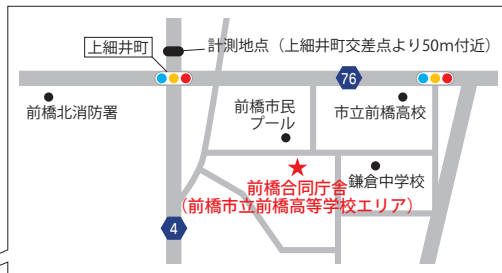 上細井町
計測地点（上細井町交差点より50m付近）
76
前橋北消防署
前橋市民
プール
市立前橋高校
前橋合同庁舎
（前橋市立前橋高等学校エリア）
鎌倉中学校
4